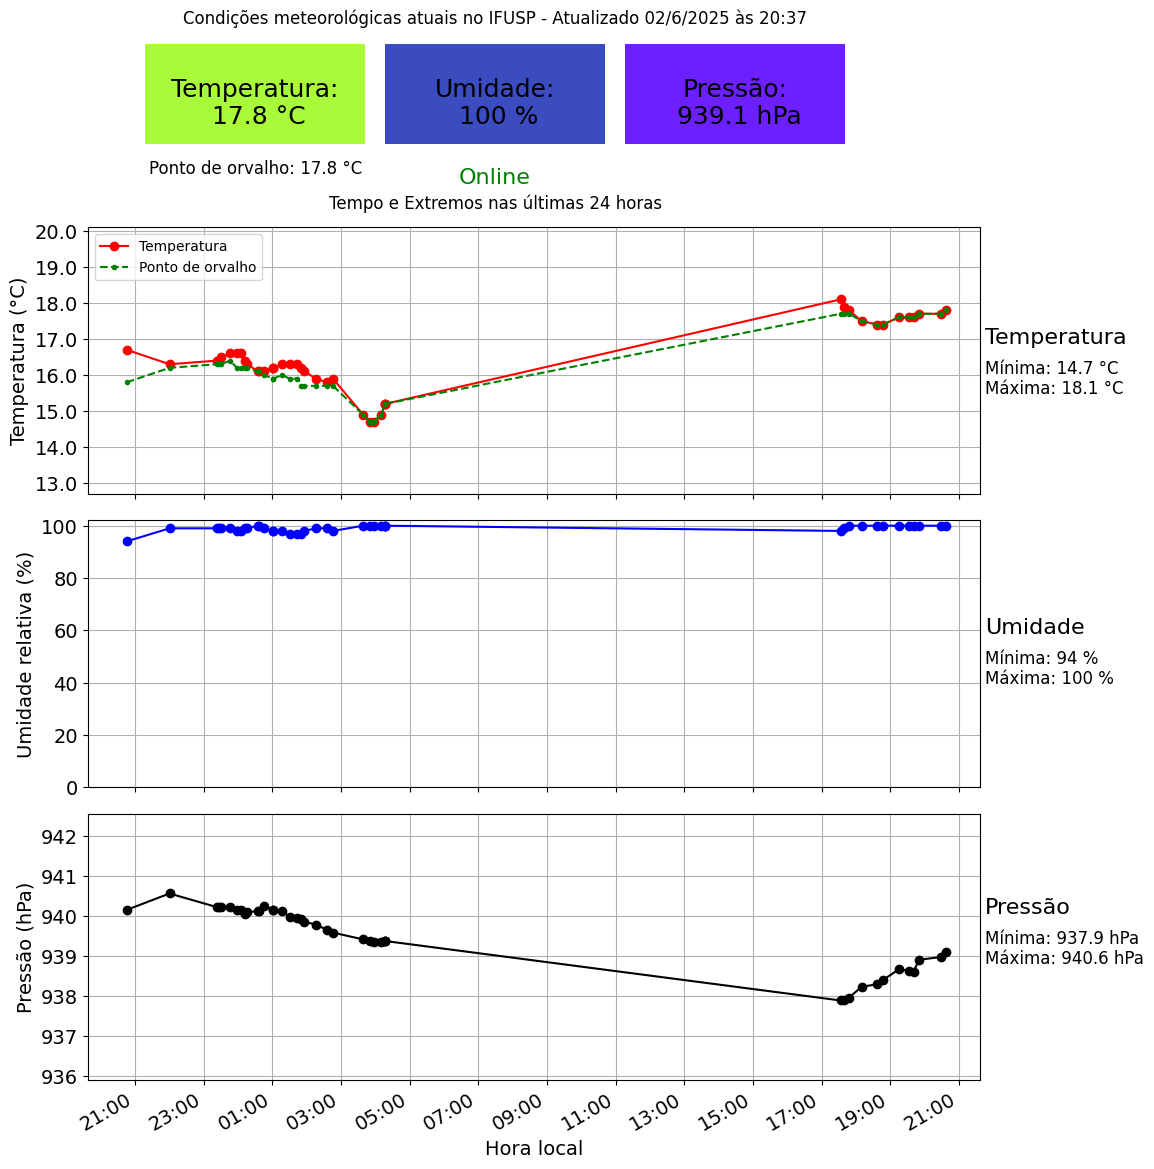 Condições meteorológicas atuais no IFUSP - Atualizado 02/6/2025 às 20:37
Temperatura:
17.8 °C
Umidade:
100 %
Pressão:
939.1 hPa
Ponto de orvalho: 17.8 °C
Online
Tempo e Extremos nas últimas 24 horas
Temperatura
Ponto de orvalho
Temperatura (°C)
20.0
19.0
18.0
17.0
16.0
15.0
14.0
13.0
Temperatura
Mínima: 14.7 °C
Máxima: 18.1 °C
Umidade relativa (%)
100
80
60
40
20
0
Umidade
Mínima: 94 %
Máxima: 100 %
Pressão (hPa)
942
941
940
939
938
937
936
Pressão
Mínima: 937.9 hPa
Máxima: 940.6 hPa
21:00 23:00 01:00 03:00 05:00 07:00 09:00 11:00 13:00 15:00 17:00 19:00 21:00
Hora local